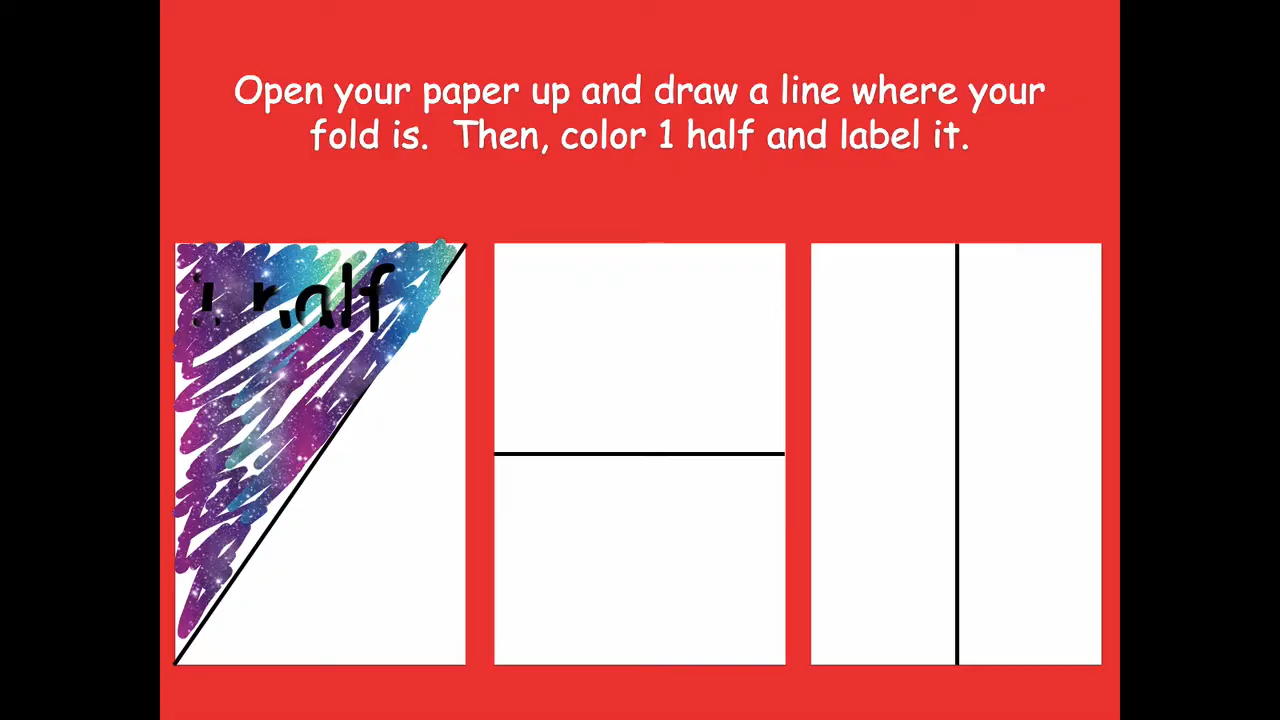 Open your paper up and draw a line where your
fold is.  Then, color 1 half and label it.
half